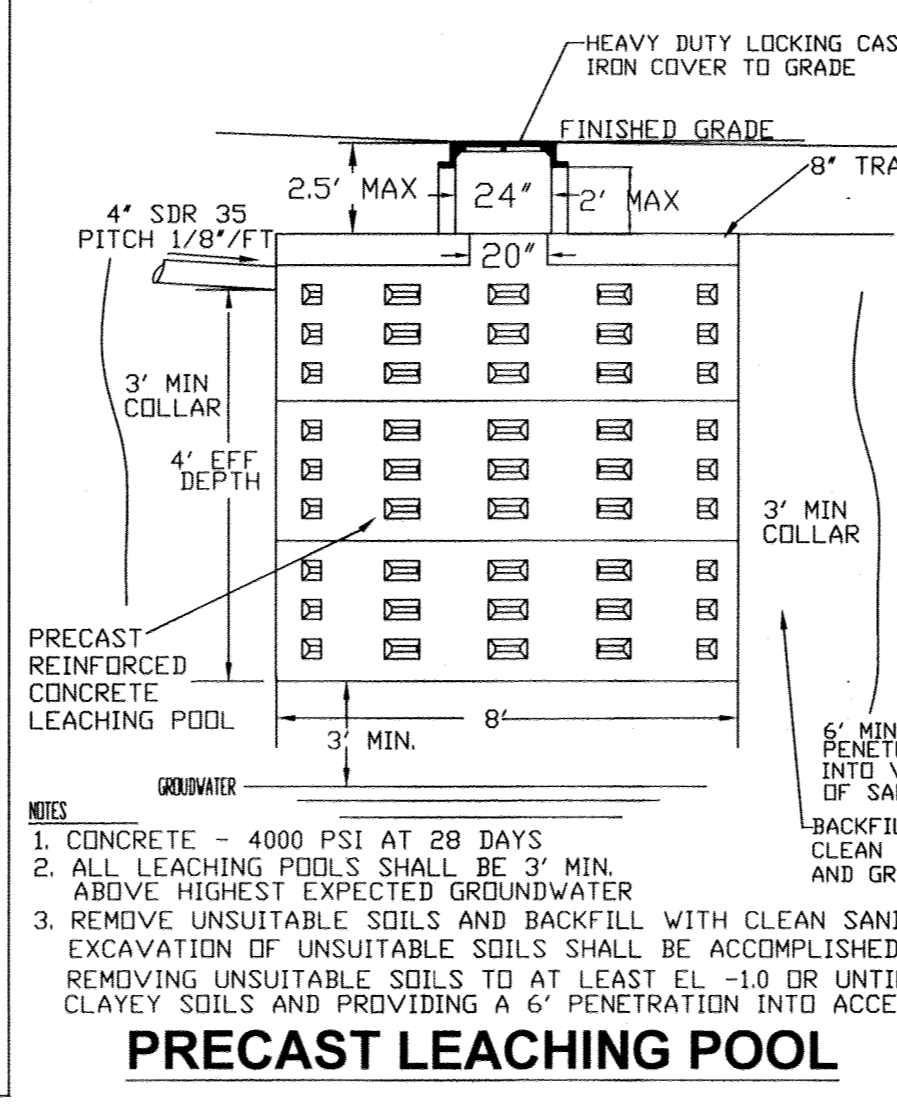 HEAVY DUTY LOCKING CAS
IRON COVER TO GRADE
FINISHED GRADE
2.5' MAX
24"
2' MAX
8" TRA
4" SDR 35
PITCH 1/8"/FT
20"
3' MIN
COLLAR
4' EFF
DEPTH
3' MIN
COLLAR
PRECAST
REINFORCED
CONCRETE
LEACHING POOL
8'
3' MIN.
6' MIN
PENET
INTO V
OF SA
GROUDWATER
BACKFIL
CLEAN
AND GR
NOTES
1. CONCRETE - 4000 PSI AT 28 DAYS
2. ALL LEACHING POOLS SHALL BE 3' MIN.
ABOVE HIGHEST EXPECTED GROUNDWATER
3. REMOVE UNSUITABLE SOILS AND BACKFILL WITH CLEAN SAN
EXCAVATION OF UNSUITABLE SOILS SHALL BE ACCOMPLISHED
REMOVING UNSUITABLE SOILS TO AT LEAST EL -1.0 OR UNTI
CLAYEY SOILS AND PROVIDING A 6' PENETRATION INTO ACCE
PRECAST LEACHING POOL